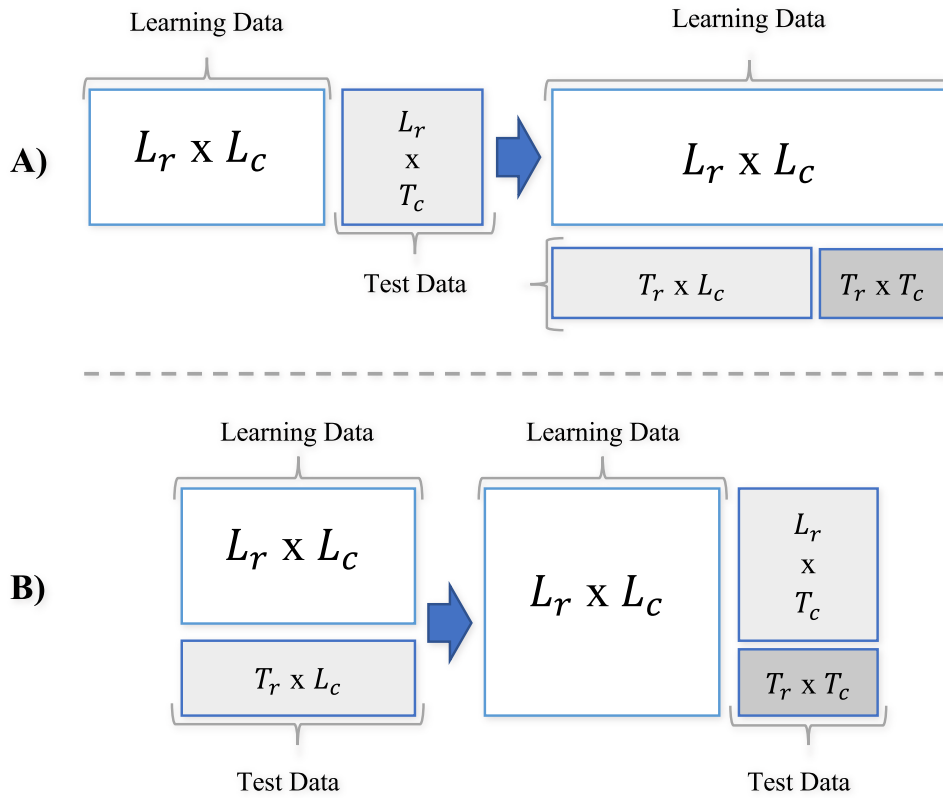 Learning Data
Learning Data
A)
L_r x L_c
L_r
x
T_c
L_r x L_c
Test Data
T_r x L_c
T_r x T_c
Learning Data
Learning Data
B)
L_r x L_c
T_r x L_c
L_r x L_c
L_r
x
T_c
T_r x T_c
Test Data
Test Data